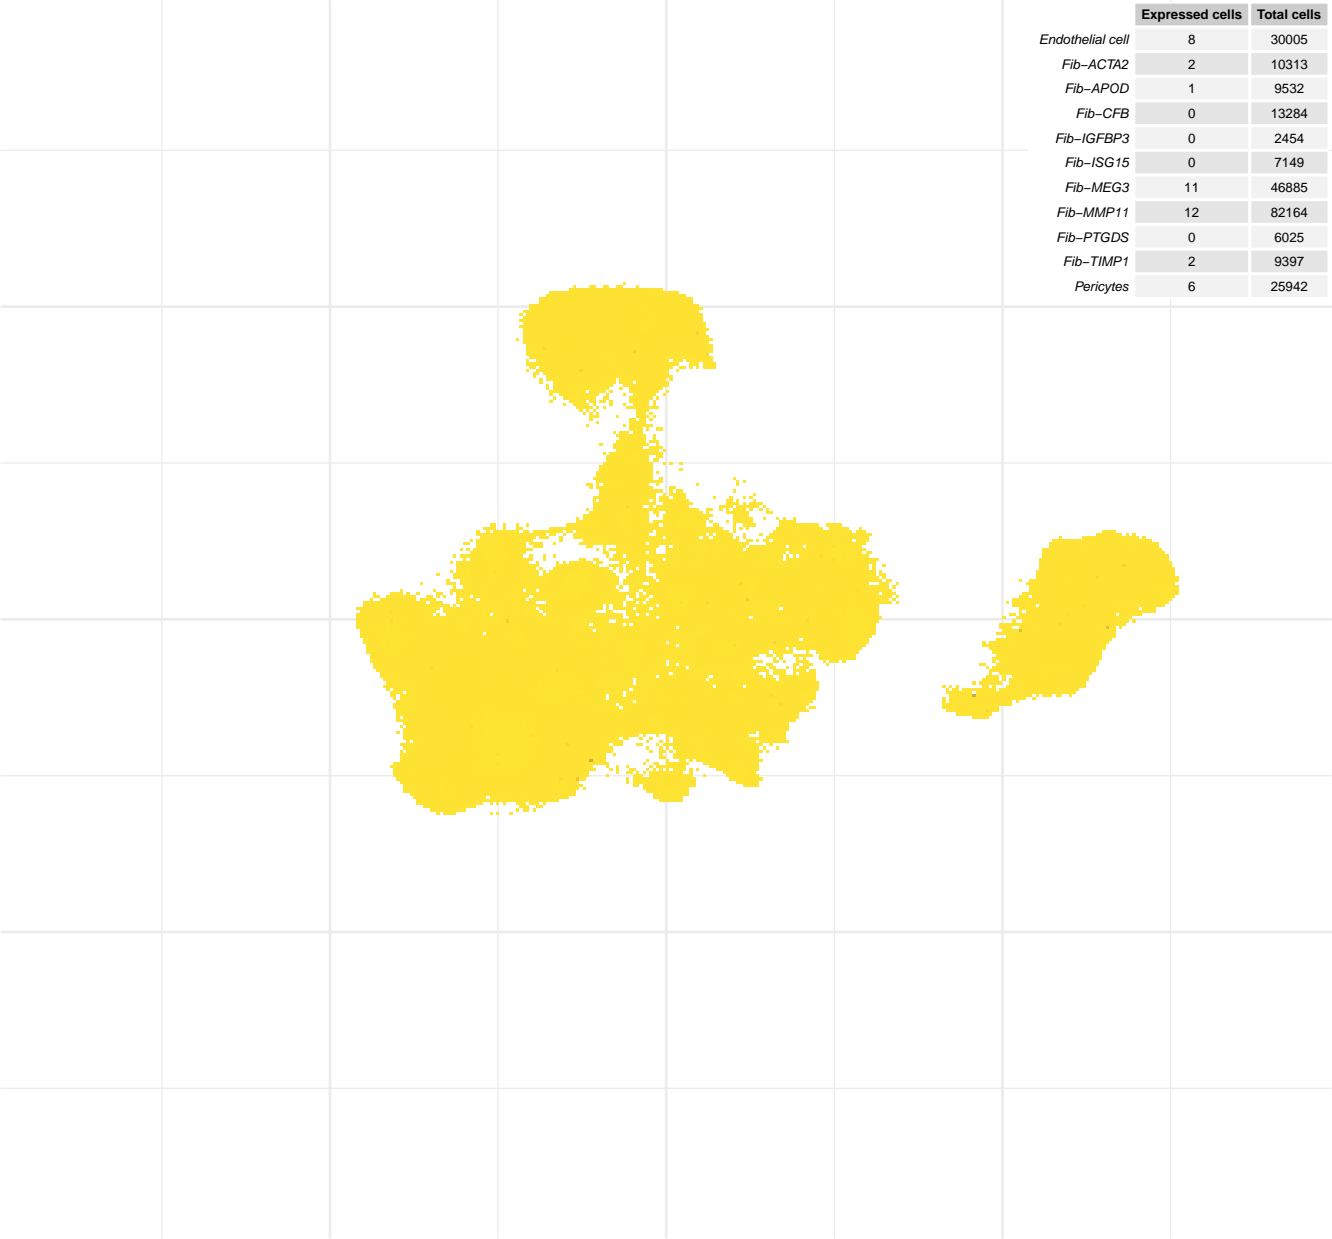 Expressed cells Total cells
Endothelial cell 8 30005
Fib−ACTA2 2 10313
Fib−APOD 1 9532
Fib−CFB 0 13284
Fib−IGFBP3 0 2454
Fib−ISG15 0 7149
Fib−MEG3 11 46885
Fib−MMP11 12 82164
Fib−PTGDS 0 6025
Fib−TIMP1 2 9397
Pericytes 6 25942